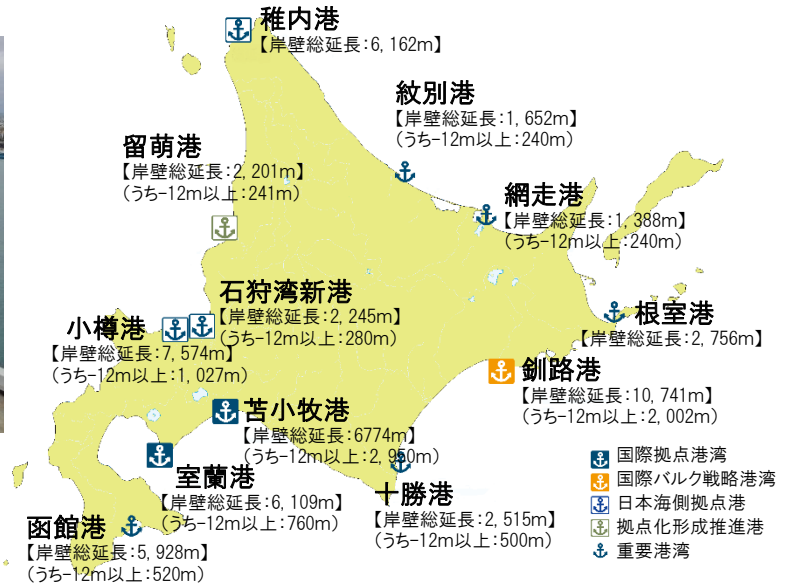 稚内港
【岸壁総延長:6,162m】
紋別港
【岸壁総延長:1,652m】
(うち-12m以上:240m)
留萌港
【岸壁総延長:2,201m】
(うち-12m以上:241m)
網走港
【岸壁総延長:1,388m】
(うち-12m以上:240m)
石狩湾新港
【岸壁総延長:2,245m】
(うち-12m以上:280m)
小樽港
【岸壁総延長:7,574m】
(うち-12m以上:1,027m)
根室港
【岸壁総延長:2,756m】
釧路港
【岸壁総延長:10,741m】
(うち-12m以上:2,002m)
苫小牧港
【岸壁総延長:6774m】
(うち-12m以上:2,950m)
室蘭港
【岸壁総延長:6,109m】
(うち-12m以上:760m)
十勝港
【岸壁総延長:2,515m】
(うち-12m以上:500m)
函館港
【岸壁総延長:5,928m】
(うち-12m以上:520m)
国際拠点港湾
国際バルク戦略港湾
日本海側拠点港
拠点化形成推進港
重要港湾